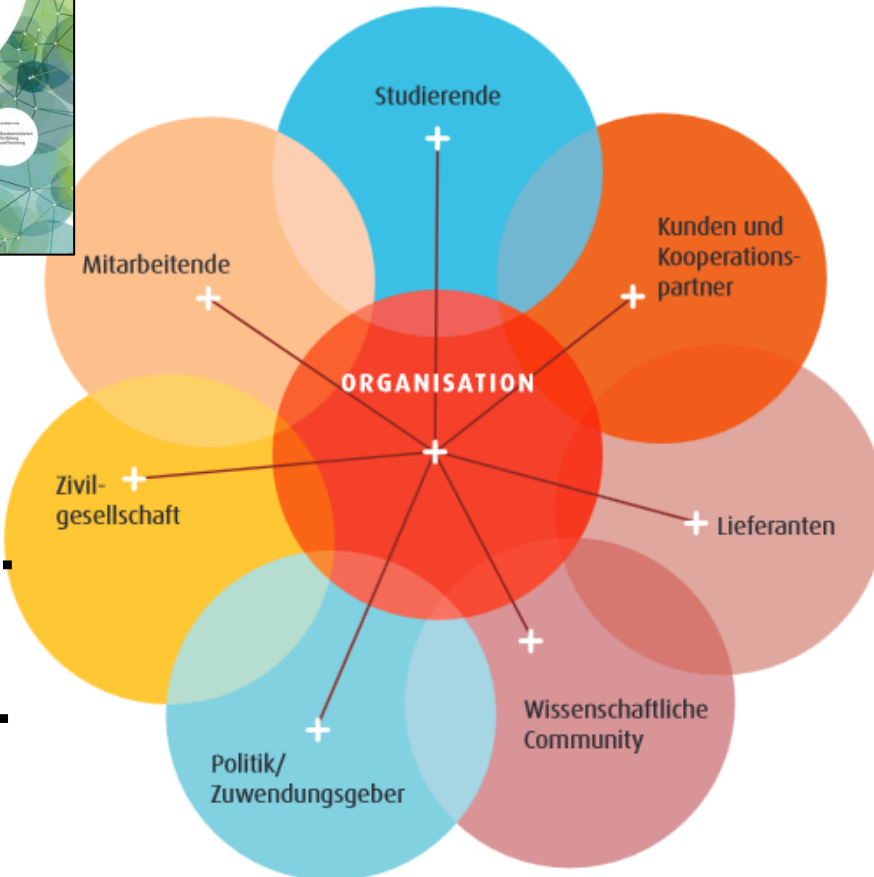 Studierende
Kunden und
Kooperations-
partner
Mitarbeitende
ORGANISATION
Zivil-
gesellschaft
Lieferanten
Wissenschaftliche
Community
Politik/
Zuwendungsgeber